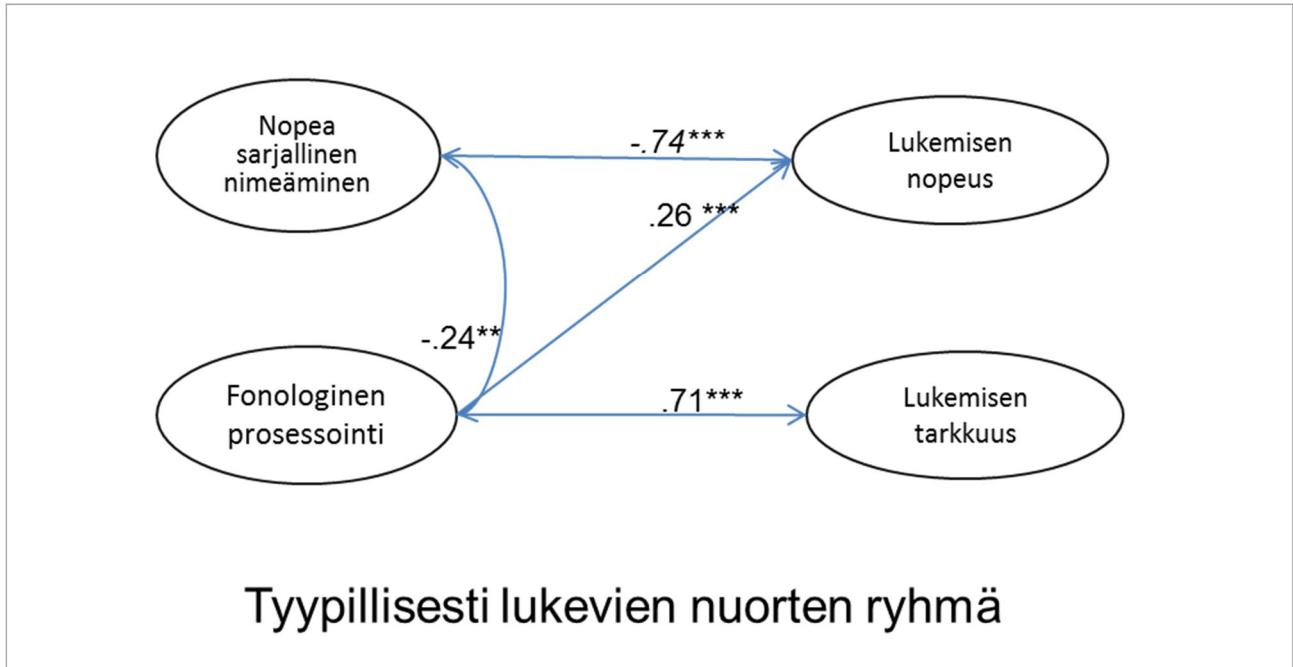 Nopea
sarjallinen
nimeäminen
-.74***
Lukemisen
nopeus
.26 ***
-.24**
Fonologinen
prosessointi
.71***
Lukemisen
tarkkuus
Tyypillisesti lukevien nuorten ryhmä